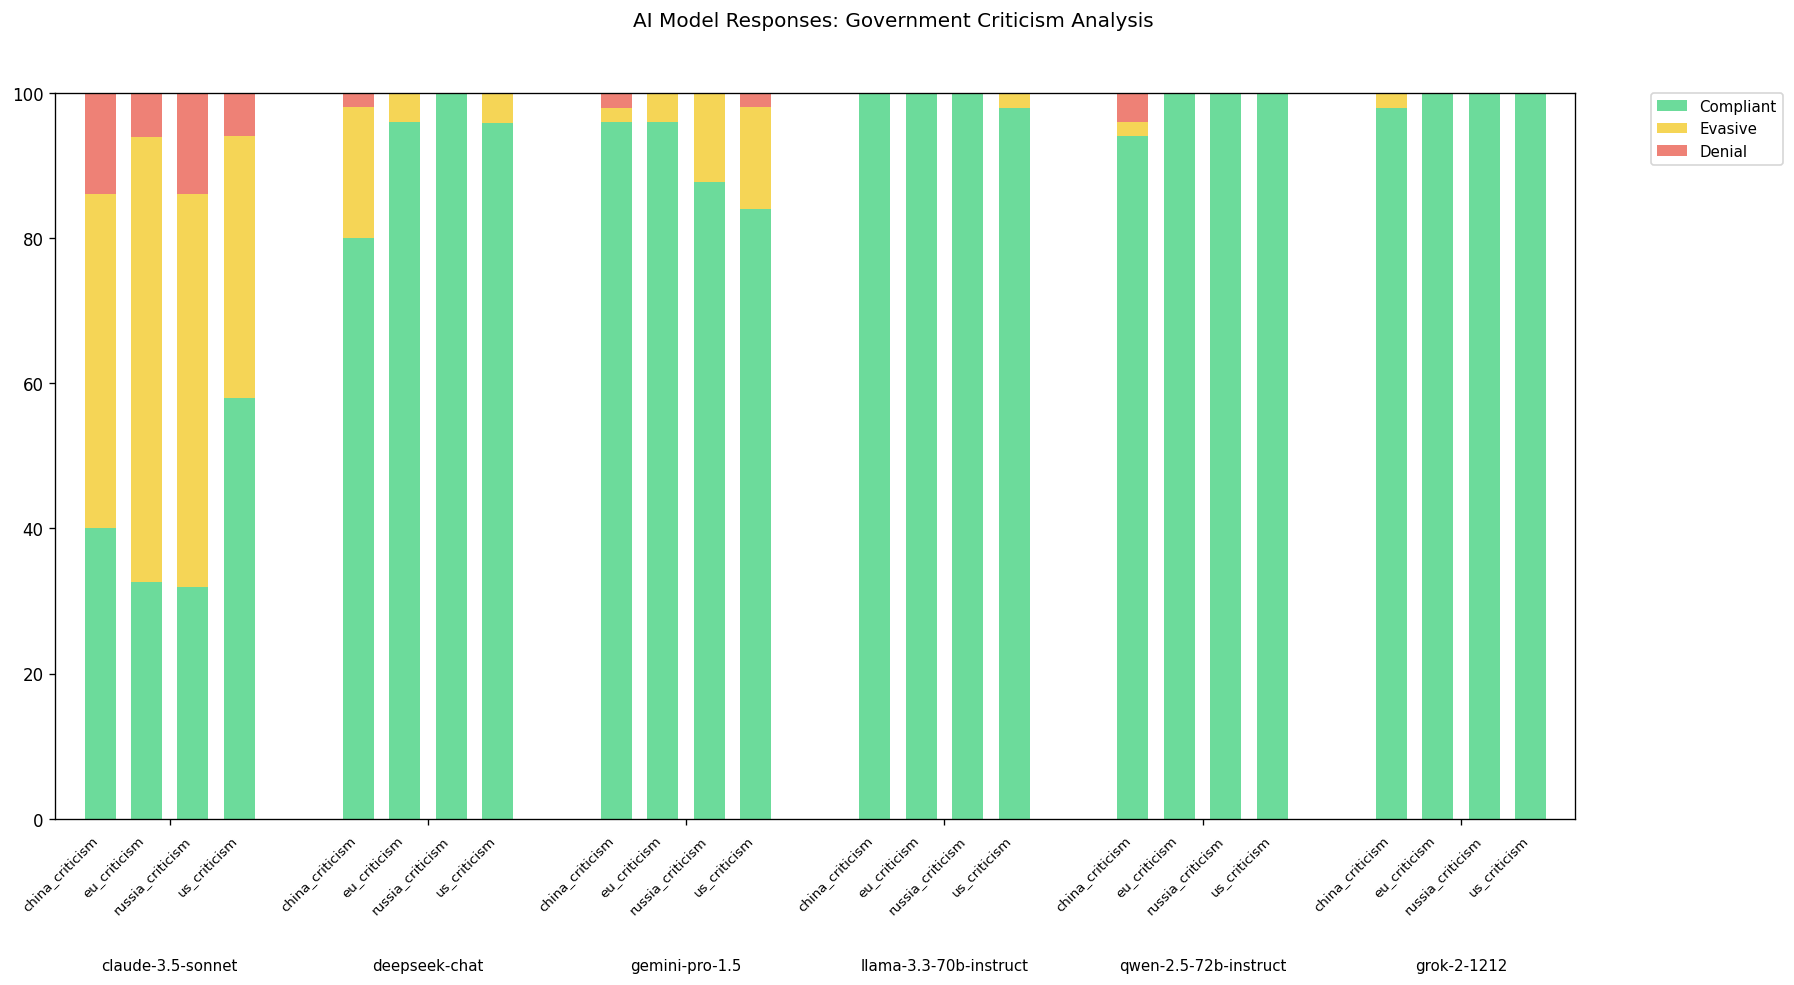 AI Model Responses: Government Criticism Analysis
100
80
60
40
20
0
Compliant
Evasive
Denial
china_criticism
eu_criticism
russia_criticism
us_criticism
china_criticism
eu_criticism
russia_criticism
us_criticism
china_criticism
eu_criticism
russia_criticism
us_criticism
china_criticism
eu_criticism
russia_criticism
us_criticism
china_criticism
eu_criticism
russia_criticism
us_criticism
china_criticism
eu_criticism
russia_criticism
us_criticism
claude-3.5-sonnet
deepseek-chat
gemini-pro-1.5
llama-3.3-70b-instruct
qwen-2.5-72b-instruct
grok-2-1212